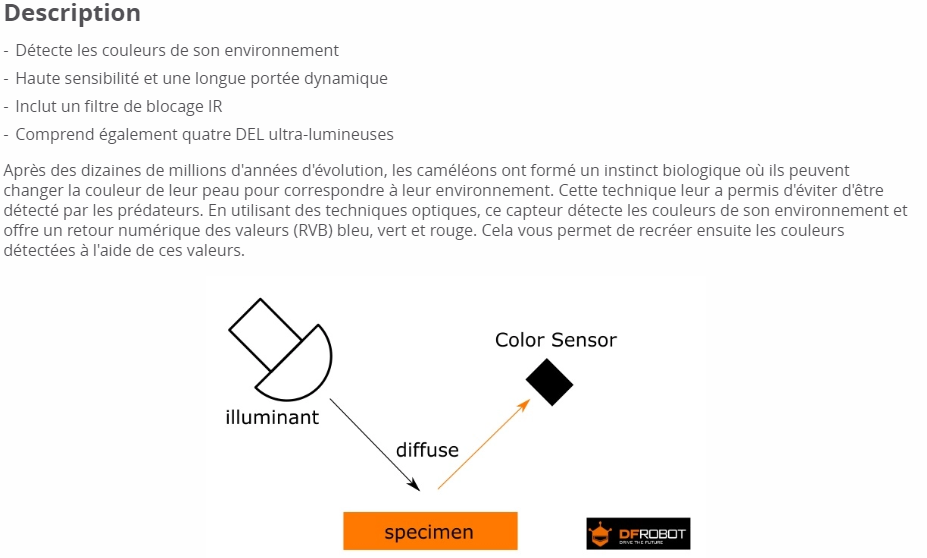 Description
- Détecte les couleurs de son environnement
- Haute sensibilité et une longue portée dynamique
- Inclut un filtre de blocage IR
- Comprend également quatre DEL ultra-lumineuses
Après des dizaines de millions d'années d'évolution, les caméléons ont formé un instinct biologique où ils peuvent
changer la couleur de leur peau pour correspondre à leur environnement. Cette technique leur a permis d'éviter d'être
détecté par les prédateurs. En utilisant des techniques optiques, ce capteur détecte les couleurs de son environnement et
offre un retour numérique des valeurs (RVB) bleu, vert et rouge. Cela vous permet de recréer ensuite les couleurs
détectées à l'aide de ces valeurs.
Color Sensor
illuminant
diffuse
specimen
DFROBOT
DRIVE THE FUTURE